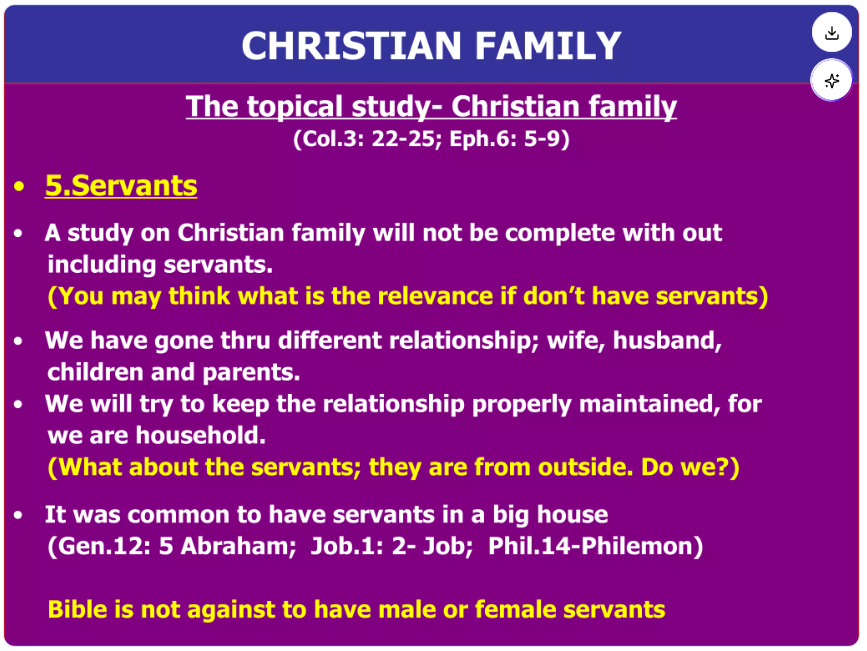 CHRISTIAN FAMILY
The topical study- Christian family
(Col.3: 22-25; Eph.6: 5-9)
• 5.Servants
• A study on Christian family will not be complete with out
including servants.
(You may think what is the relevance if don’t have servants)
• We have gone thru different relationship; wife, husband,
children and parents.
• We will try to keep the relationship properly maintained, for
we are household.
(What about the servants; they are from outside. Do we?)
• It was common to have servants in a big house
(Gen.12: 5 Abraham; Job.1: 2- Job; Phil.14-Philemon)
Bible is not against to have male or female servants